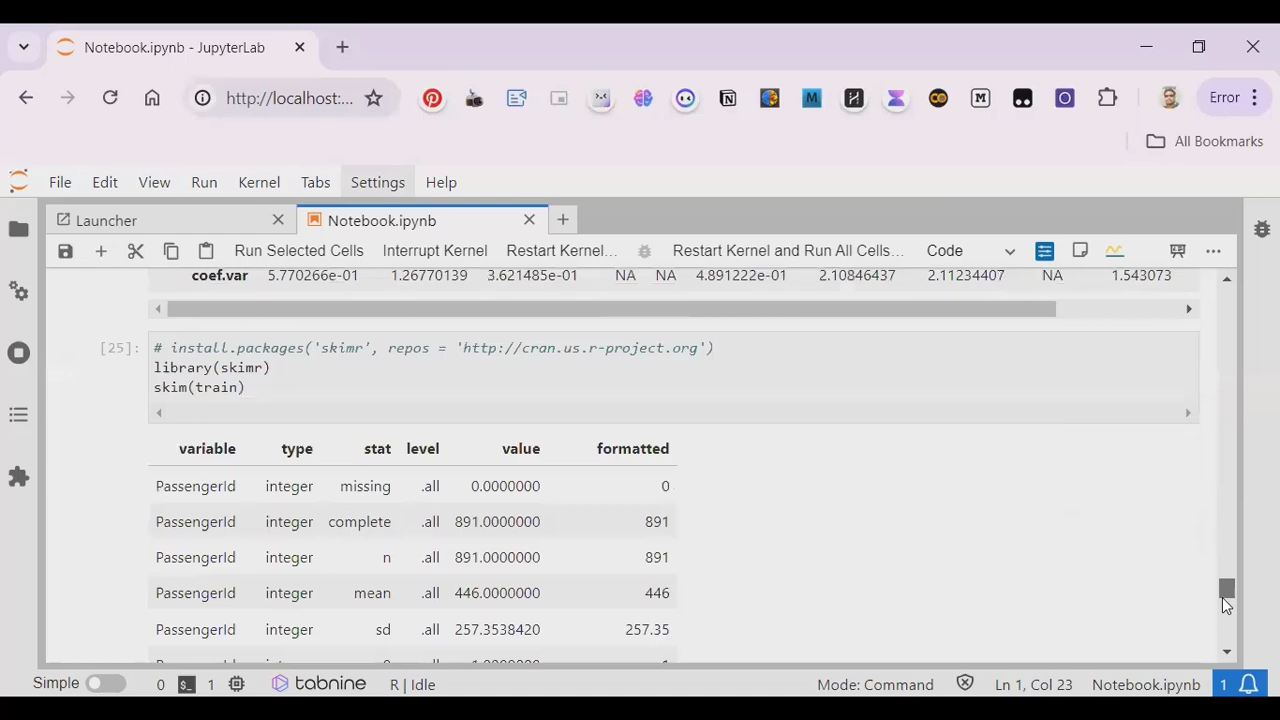 Notebook.ipynb - JupyterLab
http://localhost:...
Error
All Bookmarks
File Edit View Run Kernel Tabs Settings Help
Launcher Notebook.ipynb
Run Selected Cells Interrupt Kernel Restart Kernel... Restart Kernel and Run All Cells... Code
coef.var 5.770266e-01 1.26770139 3.621485e-01 NA NA 4.891222e-01 2.10846437 2.11234407 NA 1.543073
[25]: # install.packages('skimr', repos = 'http://cran.us.r-project.org')
library(skimr)
skim(train)
variable type stat level value formatted
PassengerId integer missing .all 0.0000000 0
PassengerId integer complete .all 891.0000000 891
PassengerId integer n .all 891.0000000 891
PassengerId integer mean .all 446.0000000 446
PassengerId integer sd .all 257.3538420 257.35
Simple 0 1 tabnine R | Idle Mode: Command Ln 1, Col 23 Notebook.ipynb 1